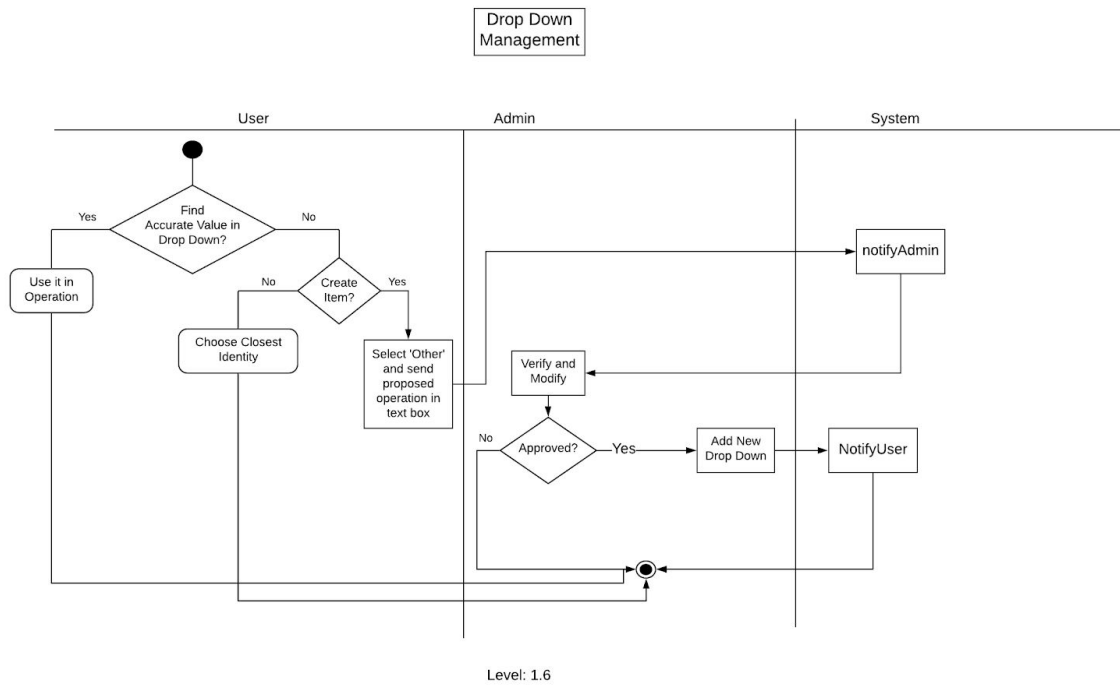 Drop Down
Management
User
Admin
System
Find
Accurate Value in
Drop Down?
Yes
No
Use it in
Operation
Create
Item?
No
Yes
Choose Closest
Identity
Select 'Other'
and send
proposed
operation in
text box
notifyAdmin
Verify and
Modify
Approved?
No
Yes
Add New
Drop Down
NotifyUser
Level: 1.6